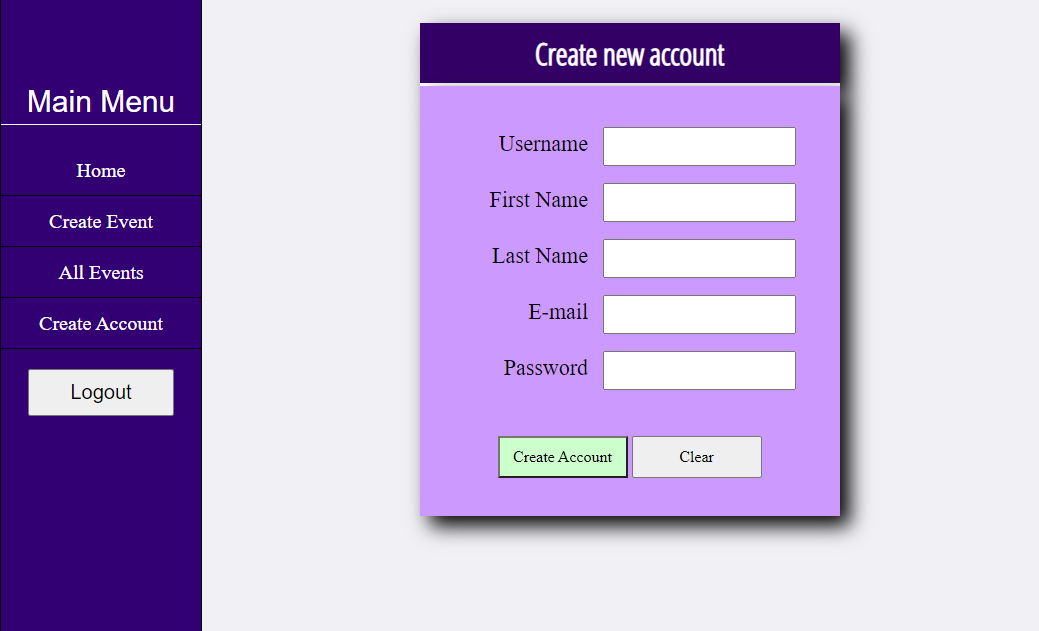 Main Menu
Home
Create Event
All Events
Create Account
Logout
Create new account
Username
First Name
Last Name
E-mail
Password
Create Account
Clear